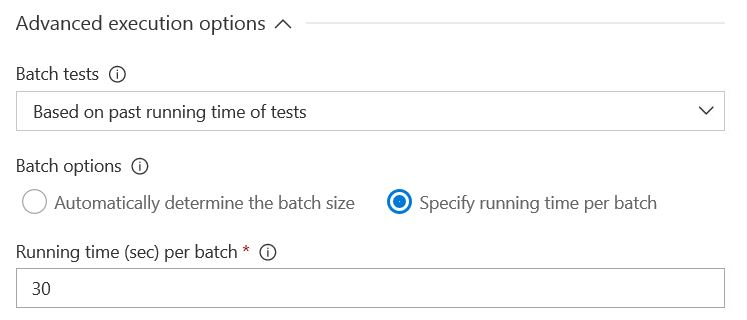 Advanced execution options
Batch tests
Based on past running time of tests
Batch options
Automatically determine the batch size Specify running time per batch
Running time (sec) per batch *
30